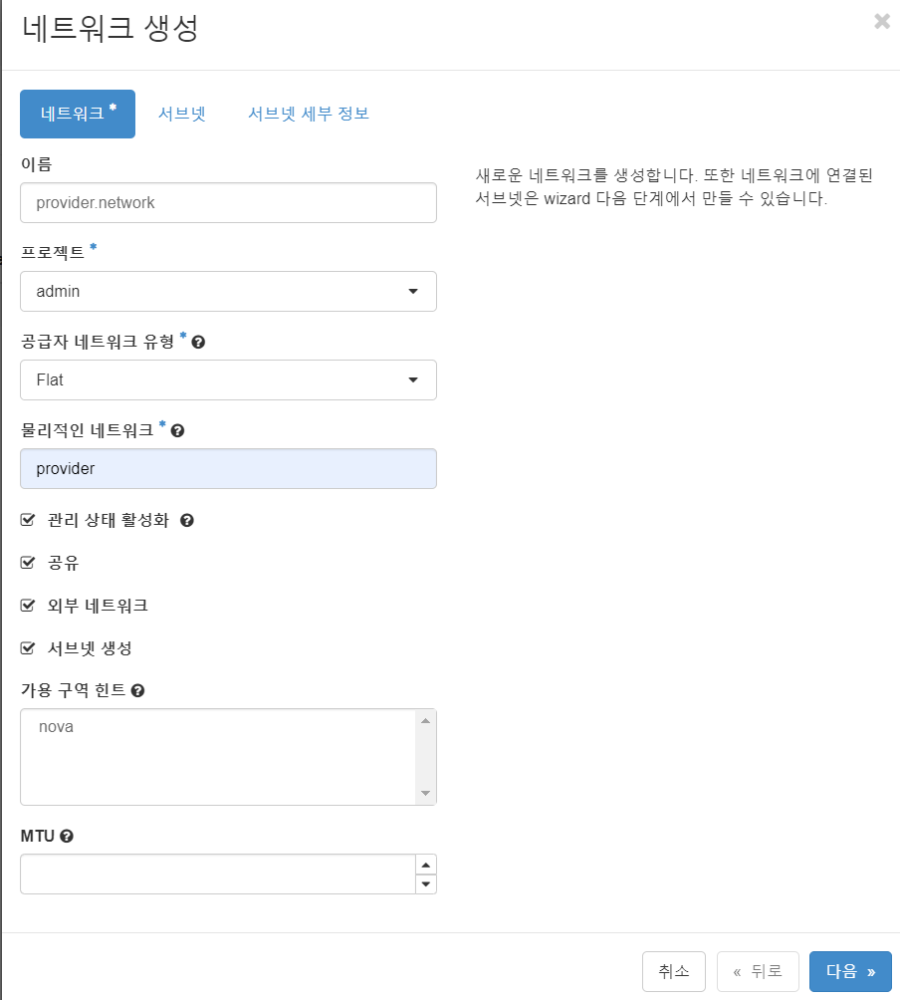 네트워크 생성
×
네트워크 *
서브넷
서브넷 세부 정보
이름
provider.network
새로운 네트워크를 생성합니다. 또한 네트워크에 연결된
서브넷은 wizard 다음 단계에서 만들 수 있습니다.
프로젝트 *
admin
공급자 네트워크 유형 * ?
Flat
물리적인 네트워크 * ?
provider
관리 상태 활성화 ?
공유
외부 네트워크
서브넷 생성
가용 구역 힌트 ?
nova
MTU ?
취소
« 뒤로
다음 »